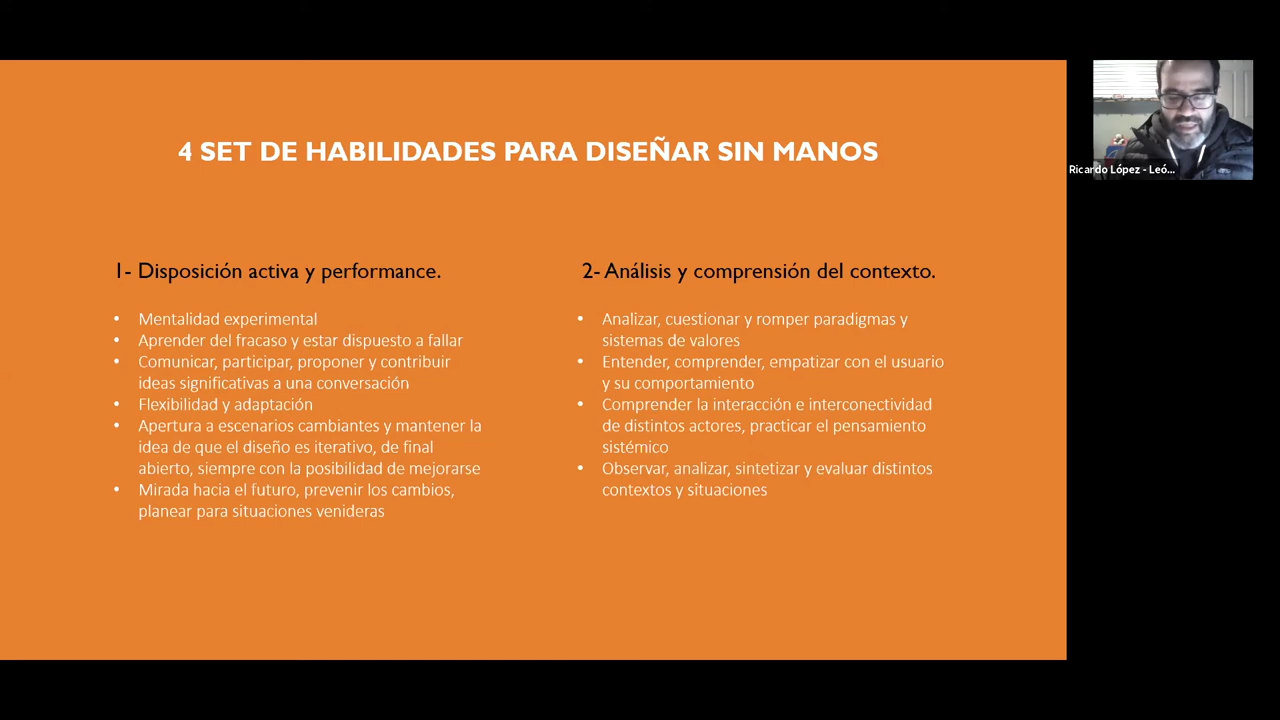 4 SET DE HABILIDADES PARA DISEÑAR SIN MANOS
1- Disposición activa y performance.
• Mentalidad experimental
• Aprender del fracaso y estar dispuesto a fallar
• Comunicar, participar, proponer y contribuir
ideas significativas a una conversación
• Flexibilidad y adaptación
• Apertura a escenarios cambiantes y mantener la
idea de que el diseño es iterativo, de final
abierto, siempre con la posibilidad de mejorarse
• Mirada hacia el futuro, prevenir los cambios,
planear para situaciones venideras
2- Análisis y comprensión del contexto.
• Analizar, cuestionar y romper paradigmas y
sistemas de valores
• Entender, comprender, empatizar con el usuario
y su comportamiento
• Comprender la interacción e interconectividad
de distintos actores, practicar el pensamiento
sistémico
• Observar, analizar, sintetizar y evaluar distintos
contextos y situaciones
Ricardo López - Leó...